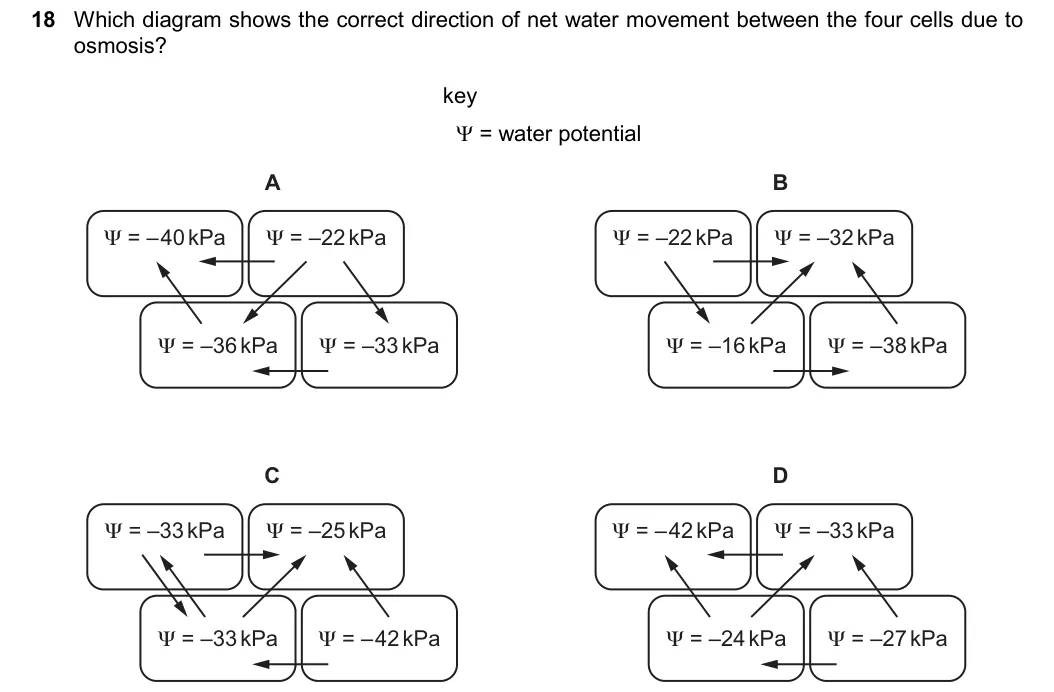 18 Which diagram shows the correct direction of net water movement between the four cells due to
osmosis?
key
Ψ = water potential
A
Ψ = –40 kPa Ψ = –22 kPa
Ψ = –36 kPa Ψ = –33 kPa
B
Ψ = –22 kPa Ψ = –32 kPa
Ψ = –16 kPa Ψ = –38 kPa
C
Ψ = –33 kPa Ψ = –25 kPa
Ψ = –33 kPa Ψ = –42 kPa
D
Ψ = –42 kPa Ψ = –33 kPa
Ψ = –24 kPa Ψ = –27 kPa